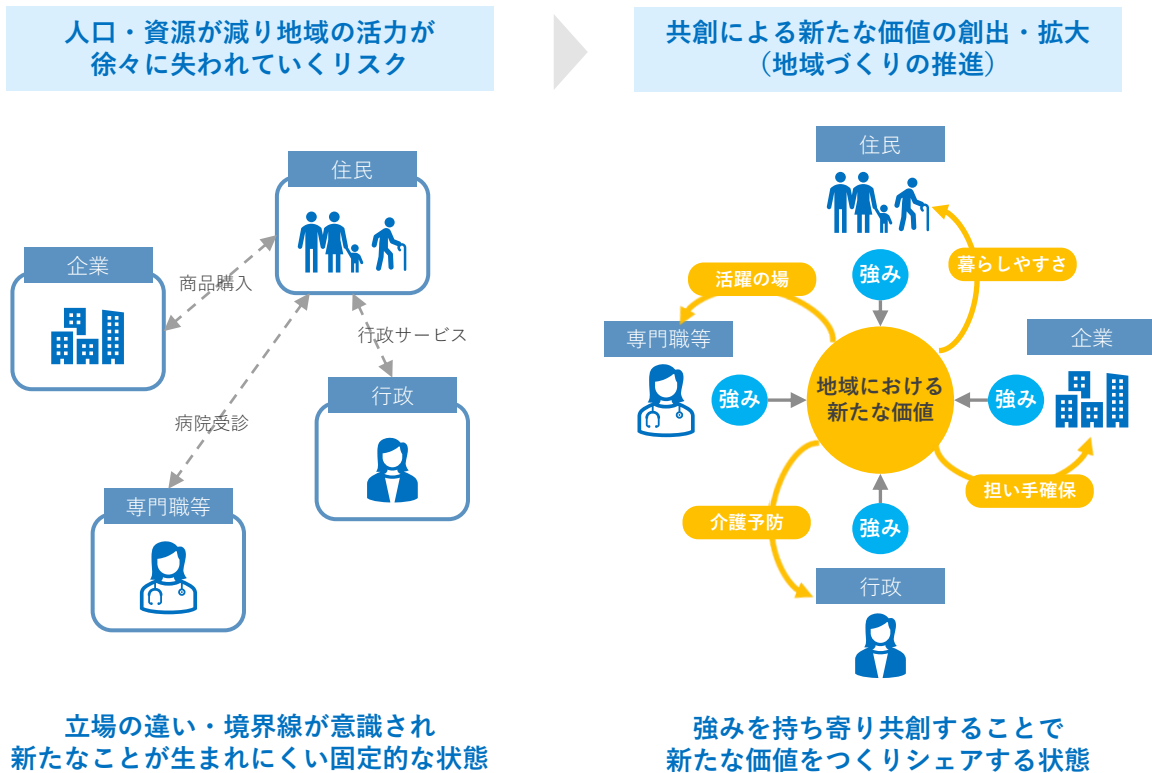 人口・資源が減り地域の活力が
徐々に失われていくリスク
住民
企業
商品購入
行政サービス
行政
病院受診
専門職等
立場の違い・境界線が意識され
新たなことが生まれにくい固定的な状態
共創による新たな価値の創出・拡大
（地域づくりの推進）
住民
強み
暮らしやすさ
活躍の場
専門職等
企業
強み
地域における
新たな価値
強み
担い手確保
介護予防
強み
行政
強みを持ち寄り共創することで
新たな価値をつくりシェアする状態